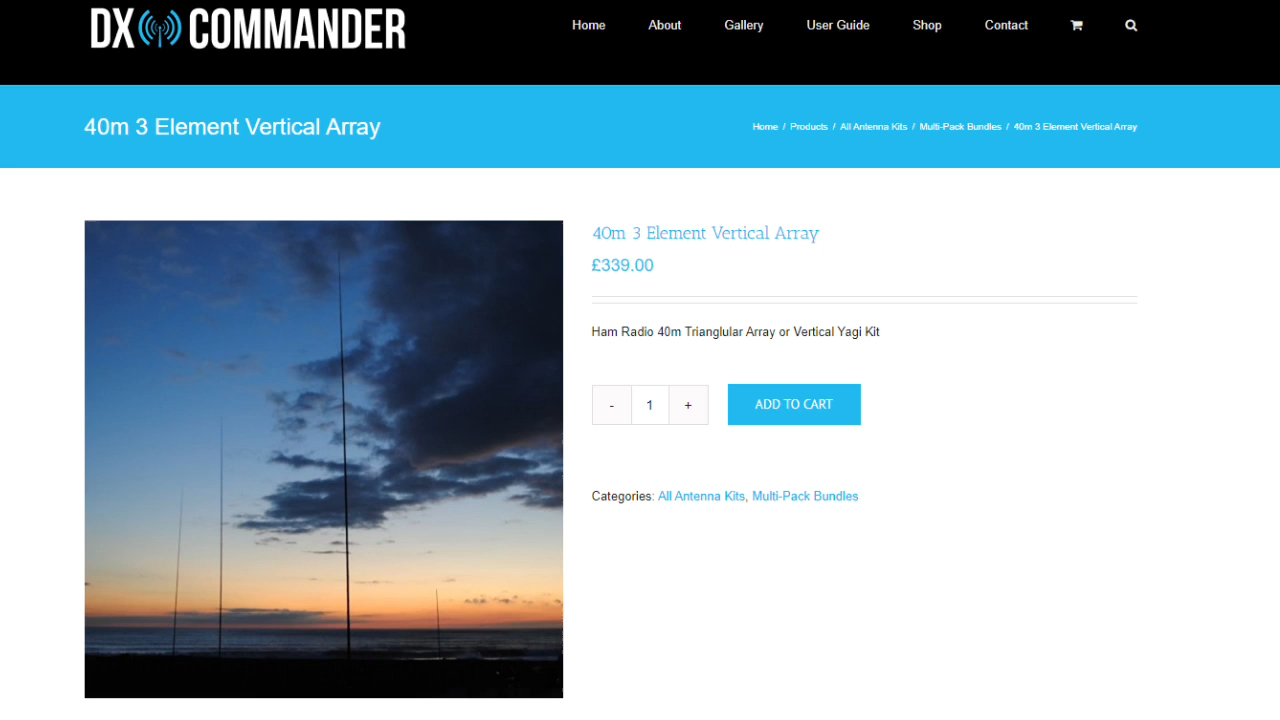 DX COMMANDER
Home About Gallery User Guide Shop Contact
40m 3 Element Vertical Array
Home / Products / All Antenna Kits / Multi-Pack Bundles / 40m 3 Element Vertical Array
40m 3 Element Vertical Array
£339.00
Ham Radio 40m Trianglular Array or Vertical Yagi Kit
- 1 + ADD TO CART
Categories: All Antenna Kits, Multi-Pack Bundles